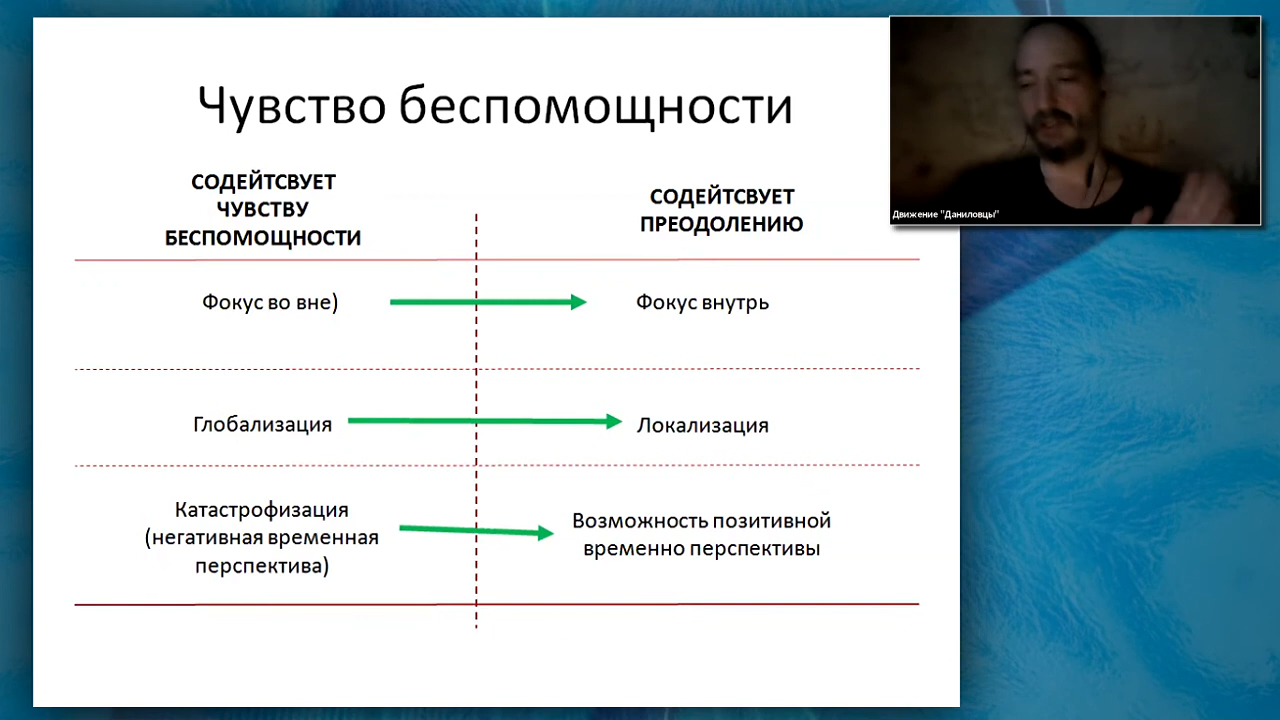 Чувство беспомощности
СОДЕЙТСВУЕТ
ЧУВСТВУ
БЕСПОМОЩНОСТИ
СОДЕЙТСВУЕТ
ПРЕОДОЛЕНИЮ
Фокус во вне)
Фокус внутрь
Глобализация
Локализация
Катастрофизация
(негативная временная
перспектива)
Возможность позитивной
временно перспективы
Движение "Даниловцы"